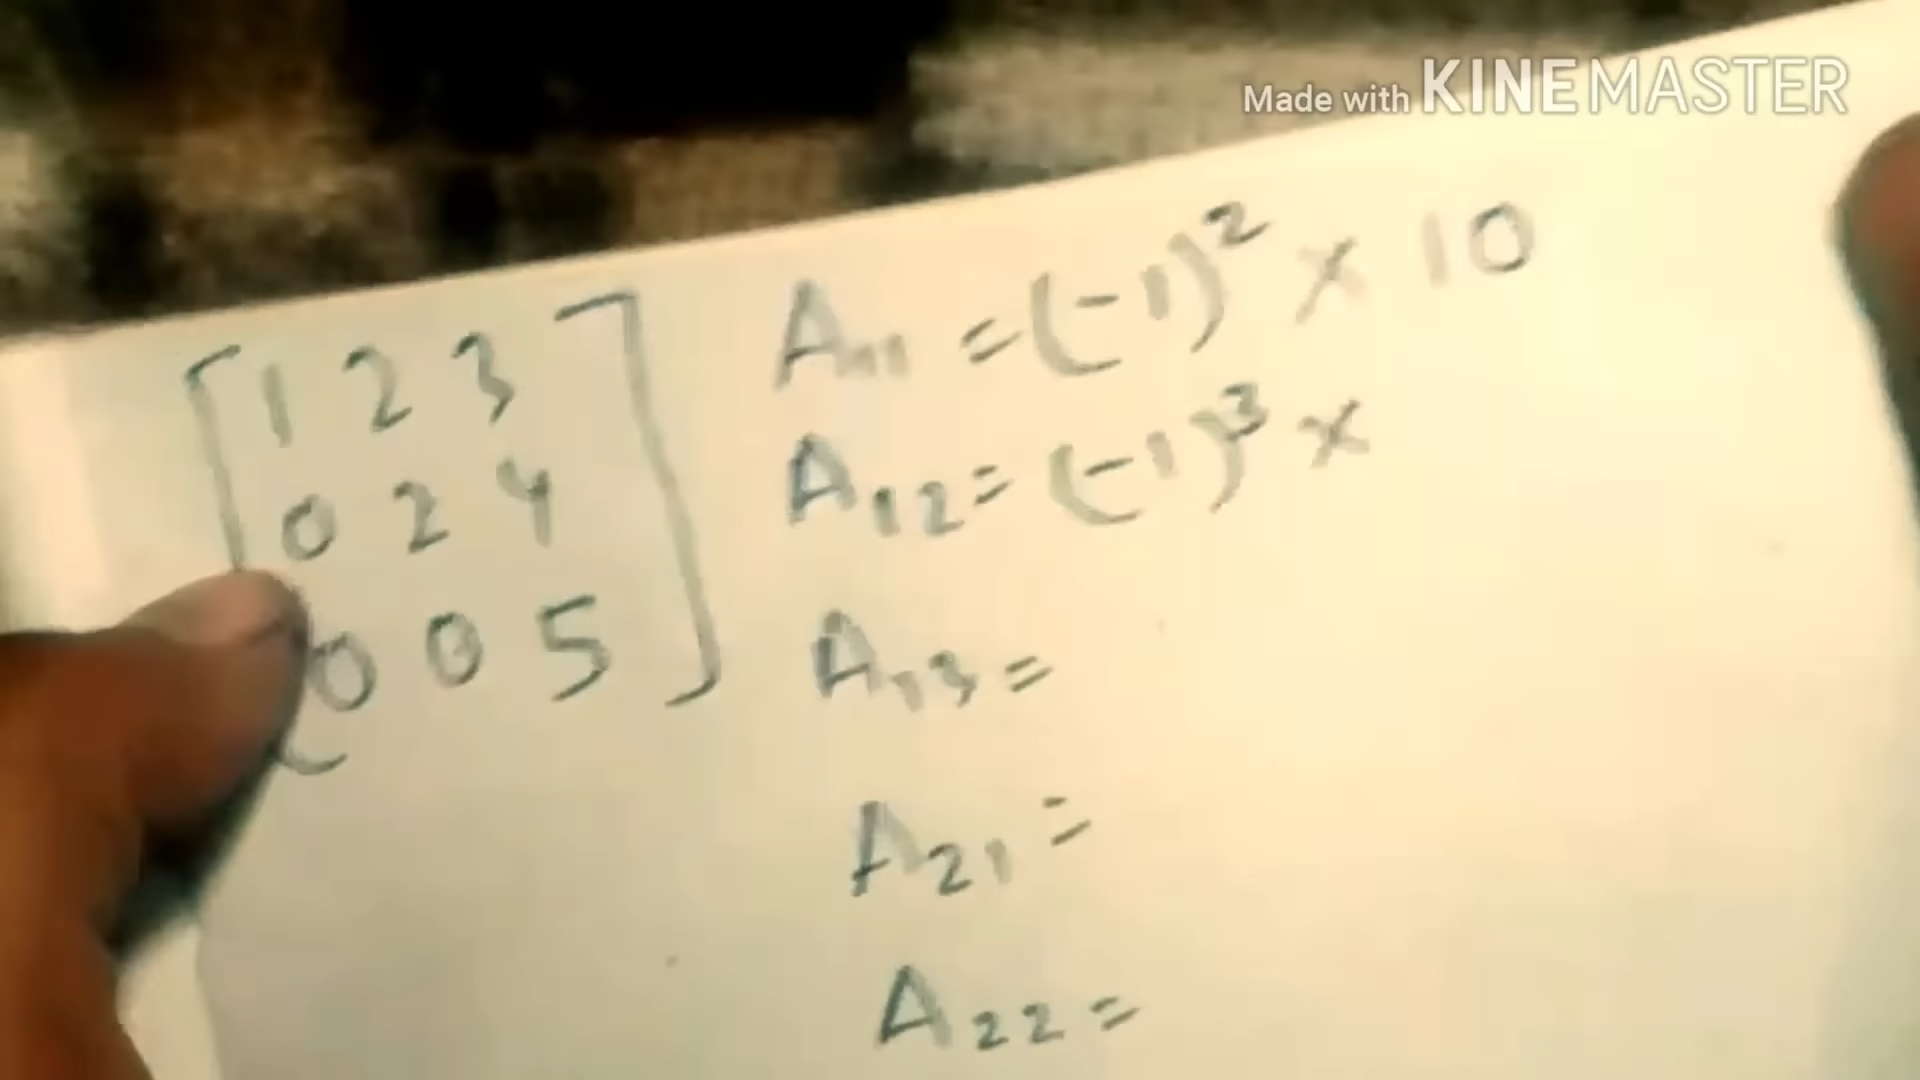 Made with KINEMASTER
1 2 3
0 2 4
0 0 5
A₁₁ = (-1)² × 10
A₁₂ = (-1)³ ×
A₁₃ =
A₂₁ =
A₂₂ =